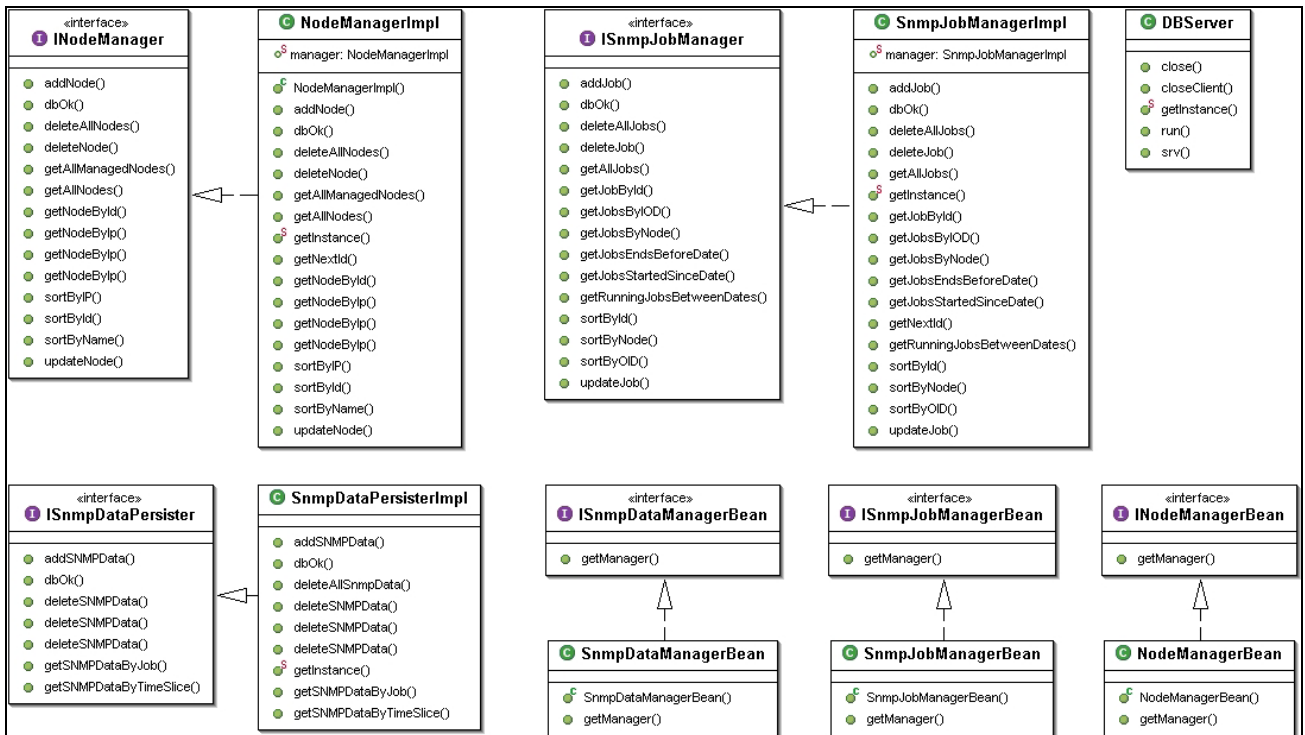 «interface»
I INodeManager
addNode()
dbOk()
deleteAllNodes()
deleteNode()
getAllManagedNodes()
getAllNodes()
getNodeById()
getNodeByIp()
getNodeByIp()
getNodeByIp()
sortByIP()
sortById()
sortByName()
updateNode()
C NodeManagerImpl
S manager: NodeManagerImpl
C NodeManagerImpl()
addNode()
dbOk()
deleteAllNodes()
deleteNode()
getAllManagedNodes()
getAllNodes()
S getInstance()
getNextId()
getNodeById()
getNodeByIp()
getNodeByIp()
getNodeByIp()
sortByIP()
sortById()
sortByName()
updateNode()
«interface»
I ISnmpJobManager
addJob()
dbOk()
deleteAllJobs()
deleteJob()
getAllJobs()
getJobById()
getJobsByIOD()
getJobsByNode()
getJobsEndsBeforeDate()
getJobsStartedSinceDate()
getRunningJobsBetweenDates()
sortById()
sortByNode()
sortByOID()
updateJob()
C SnmpJobManagerImpl
S manager: SnmpJobManagerImpl
addJob()
dbOk()
deleteAllJobs()
deleteJob()
getAllJobs()
S getInstance()
getJobById()
getJobsByIOD()
getJobsByNode()
getJobsEndsBeforeDate()
getJobsStartedSinceDate()
getNextId()
getRunningJobsBetweenDates()
sortById()
sortByNode()
sortByOID()
updateJob()
C DBServer
close()
closeClient()
S getInstance()
run()
srv()
«interface»
I ISnmpDataPersister
addSNMPData()
dbOk()
deleteSNMPData()
deleteSNMPData()
deleteSNMPData()
getSNMPDataByJob()
getSNMPDataByTimeSlice()
C SnmpDataPersisterImpl
addSNMPData()
dbOk()
deleteAllSnmpData()
deleteSNMPData()
deleteSNMPData()
deleteSNMPData()
S getInstance()
getSNMPDataByJob()
getSNMPDataByTimeSlice()
«interface»
I ISnmpDataManagerBean
getManager()
C SnmpDataManagerBean
C SnmpDataManagerBean()
getManager()
«interface»
I ISnmpJobManagerBean
getManager()
C SnmpJobManagerBean
C SnmpJobManagerBean()
getManager()
«interface»
I INodeManagerBean
getManager()
C NodeManagerBean
C NodeManagerBean()
getManager()